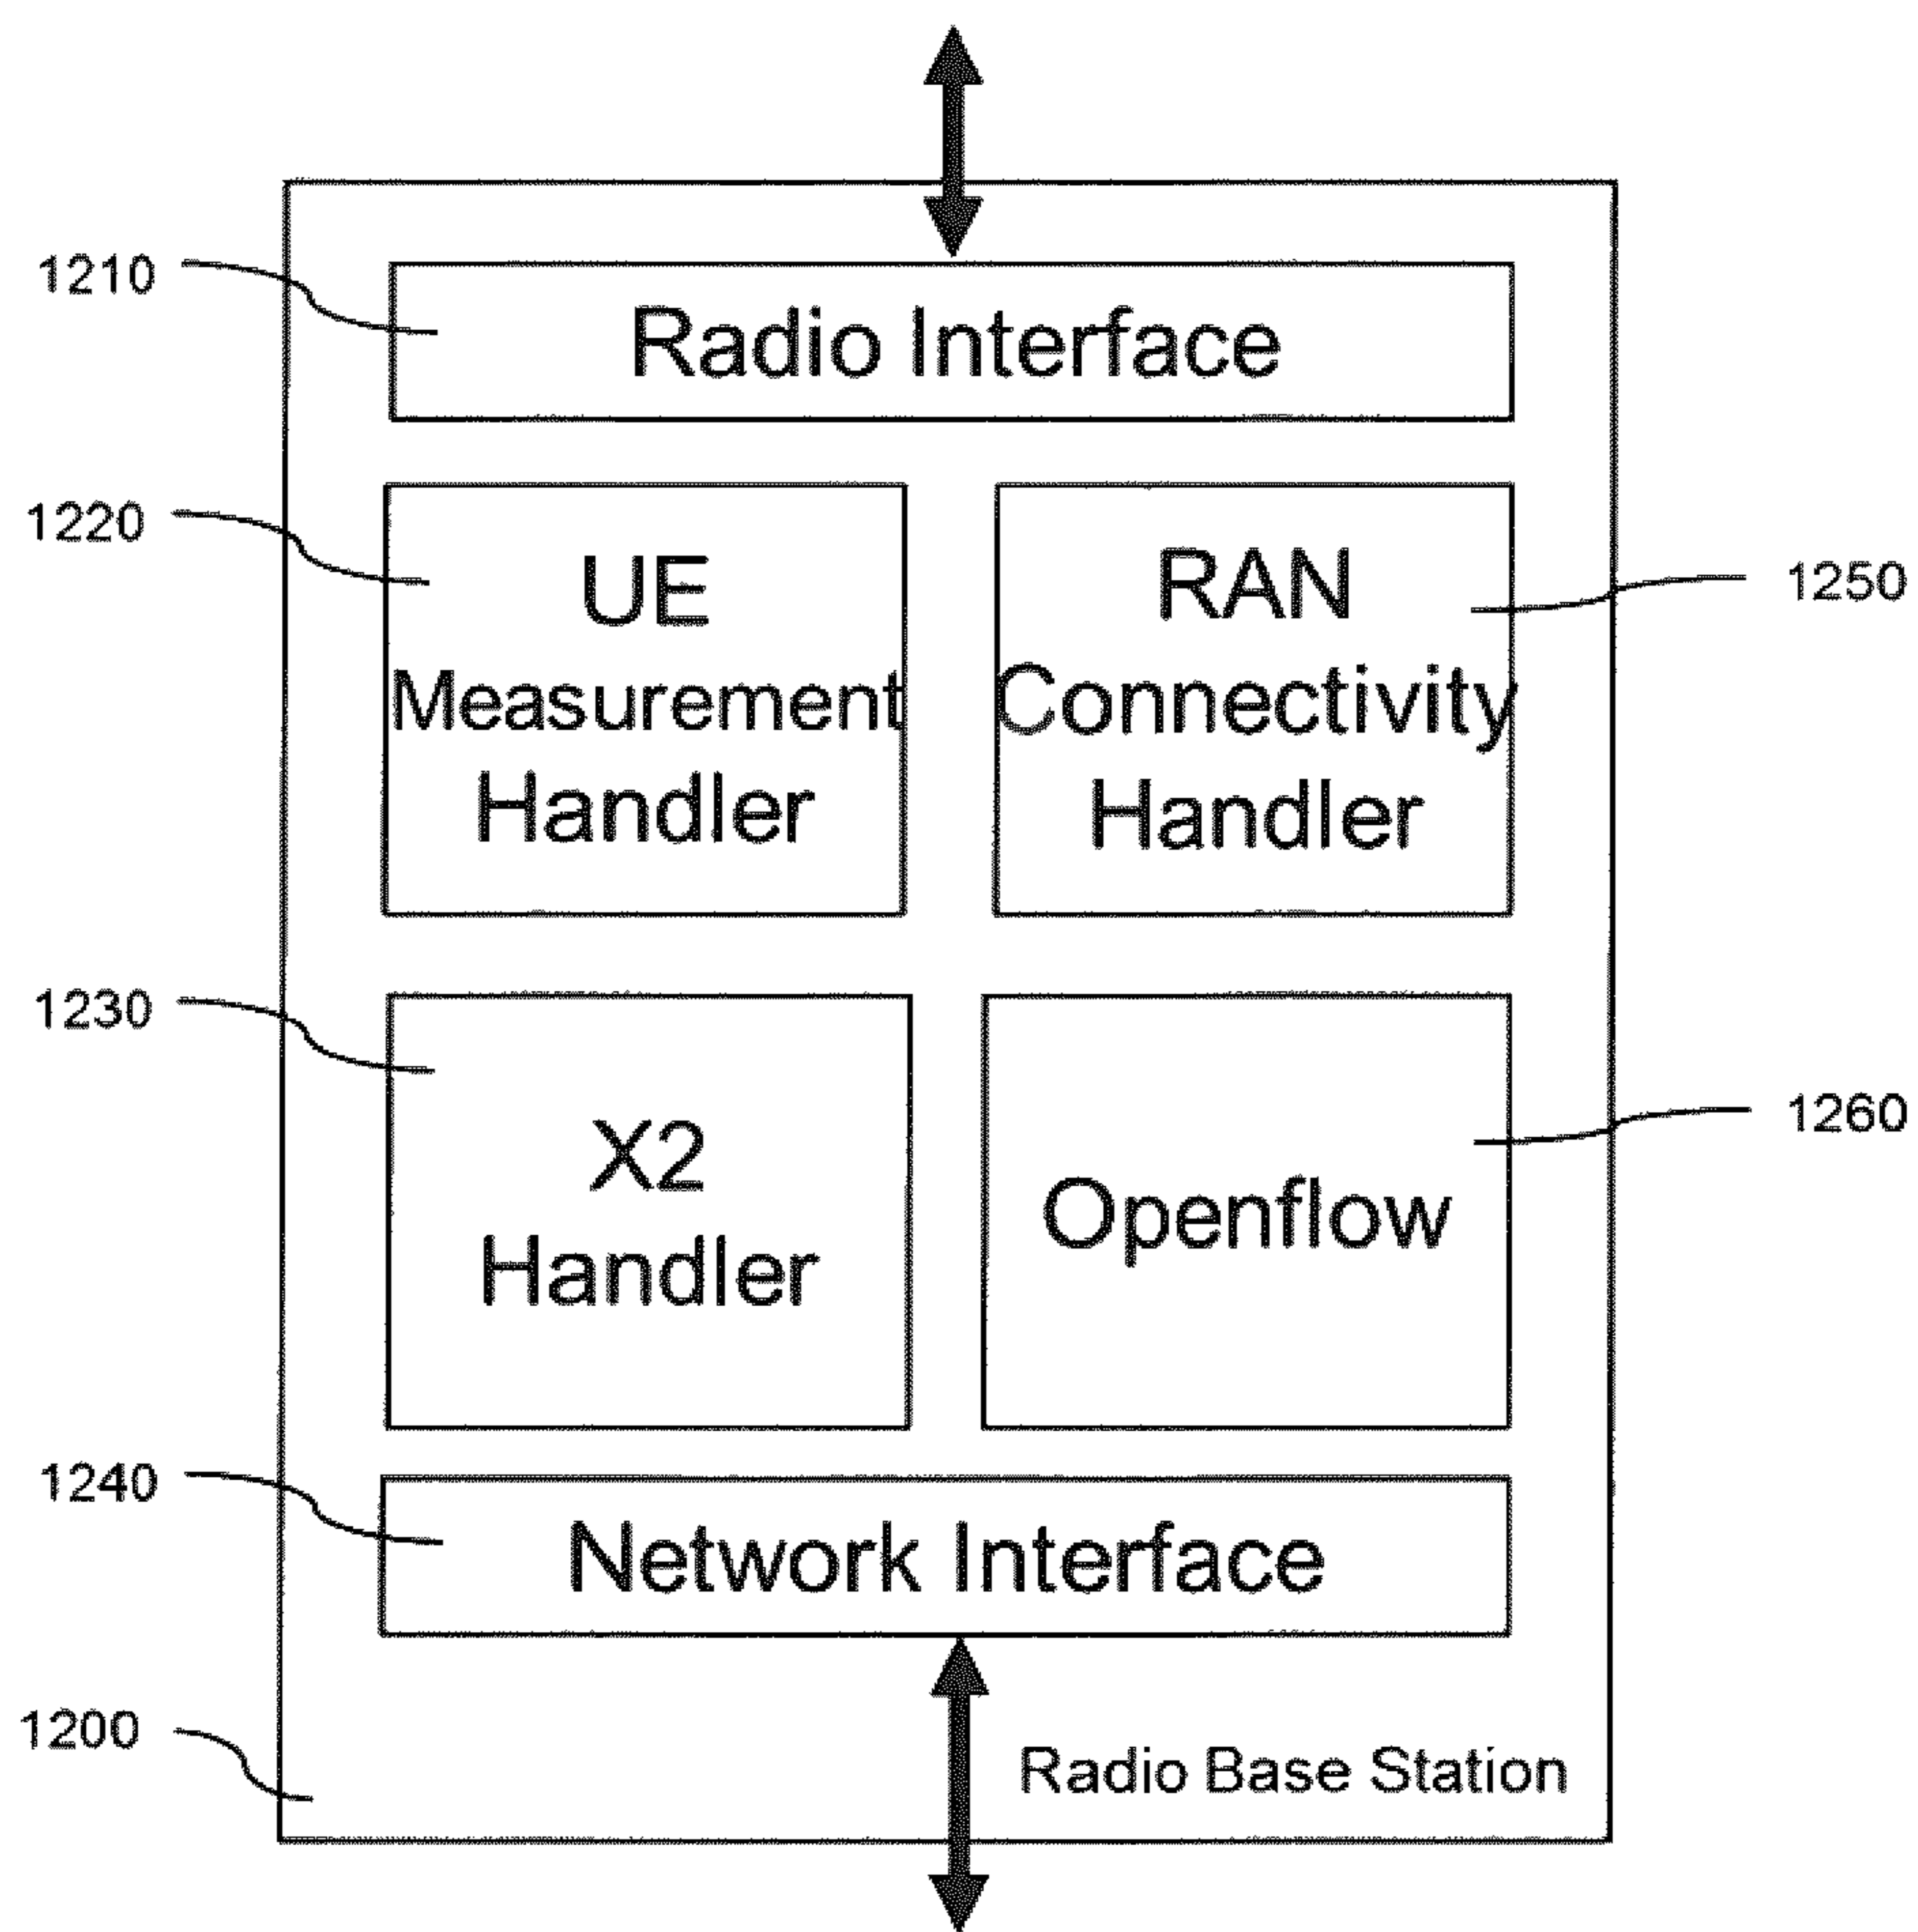 1210
Radio Interface
1220
UE
Measurement
Handler
RAN
Connectivity
Handler
1250
1230
X2
Handler
Openflow
1260
1240
Network Interface
1200
Radio Base Station